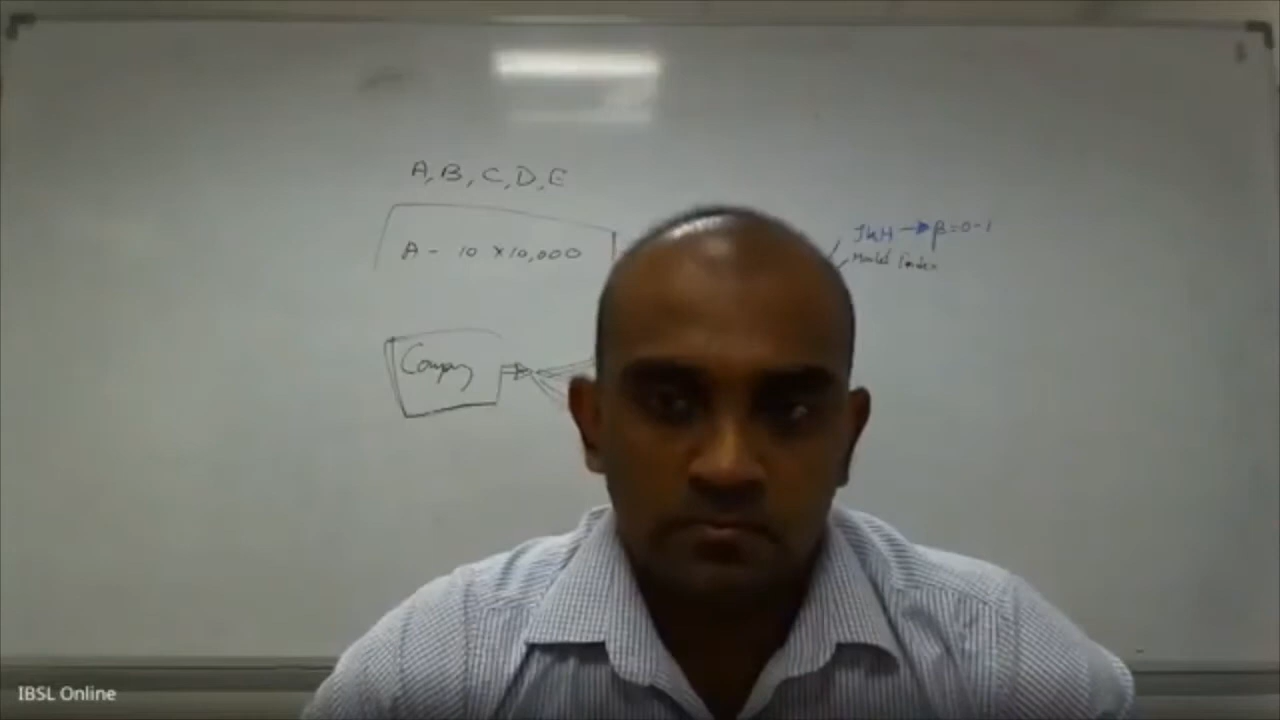 A, B, C, D, E
A - 10 × 10,000
JKH → β = 0-1
Market Index
Company
IBSL Online